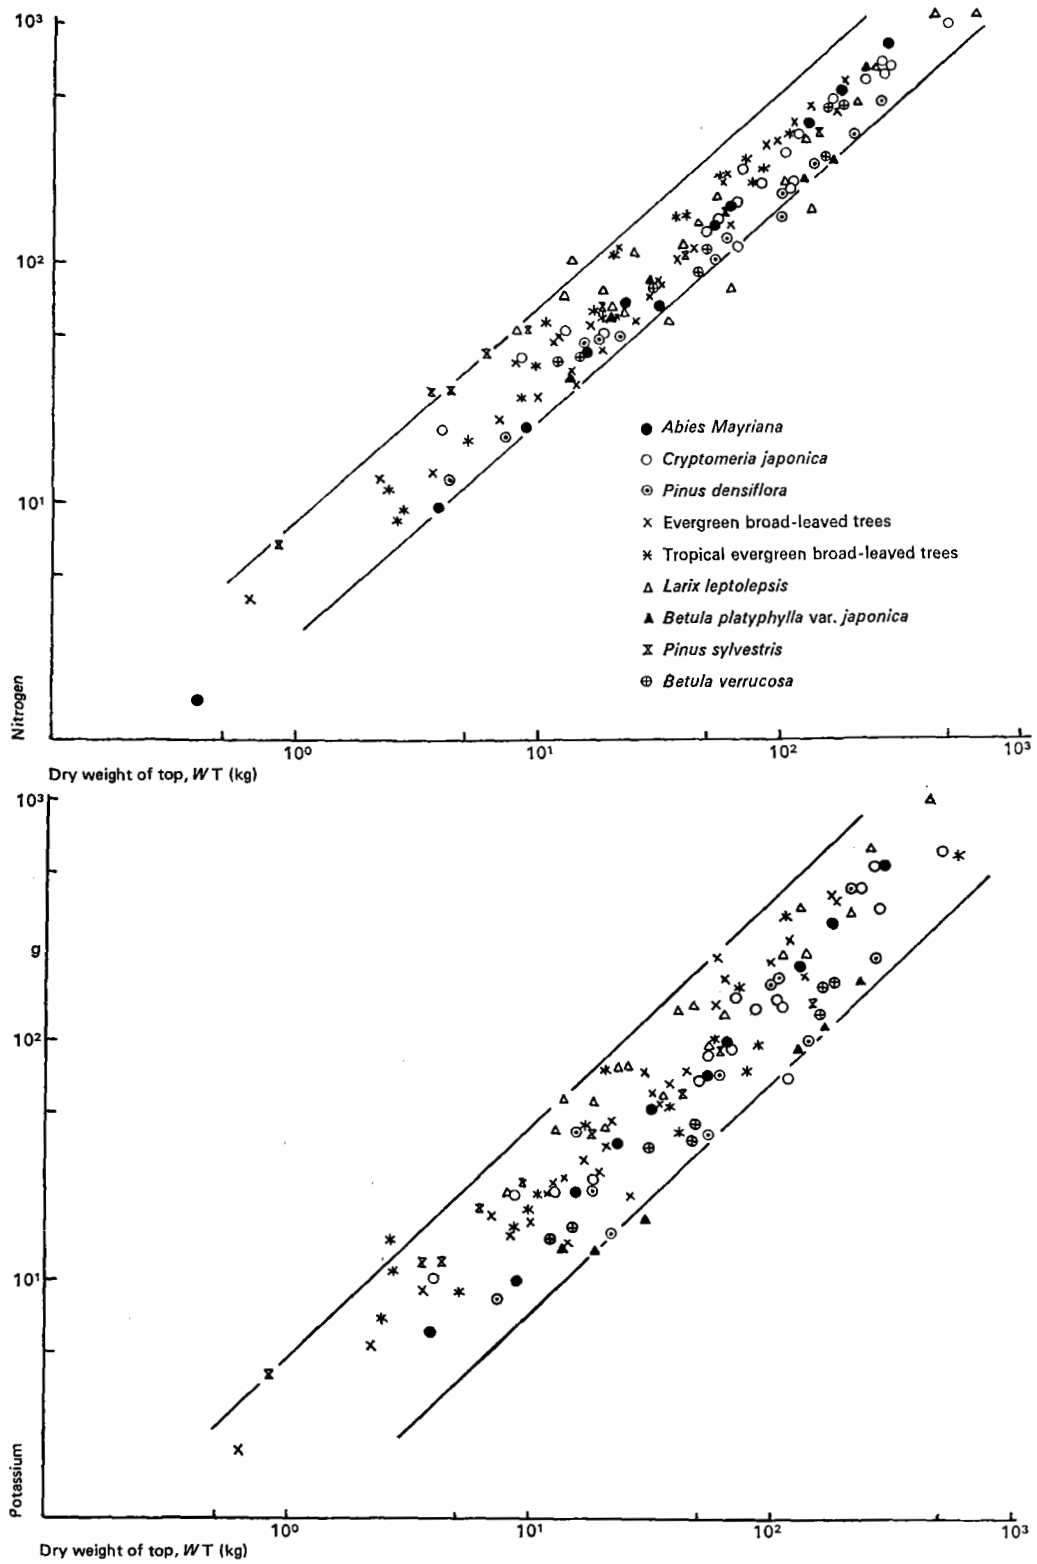 10³
10²
10¹
Nitrogen
10⁰ 10¹ 10² 10³
Dry weight of top, WT (kg)
Abies Mayriana
Cryptomeria japonica
Pinus densiflora
Evergreen broad-leaved trees
Tropical evergreen broad-leaved trees
Larix leptolepsis
Betula platyphylla var. japonica
Pinus sylvestris
Betula verrucosa
10³
g
10²
10¹
Potassium
10⁰ 10¹ 10² 10³
Dry weight of top, WT (kg)